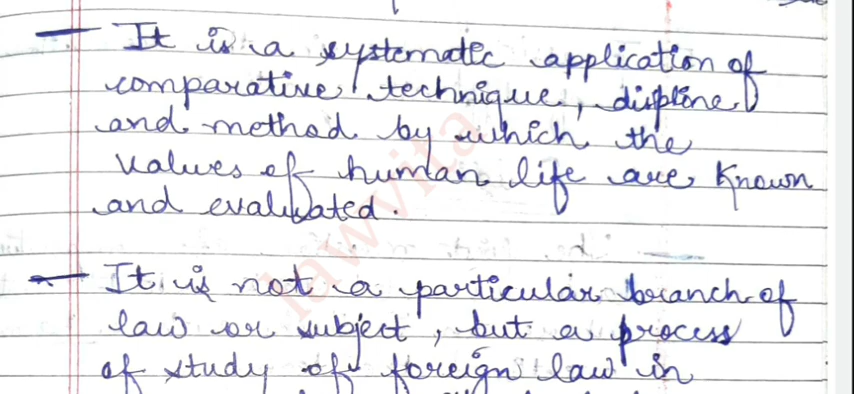 — It is a systematic application of
comparative technique, displine
and method by which the
values of human life are known
and evaluated.
— It is not a particular branch of
law or subject, but a process
of study of foreign law in
lawvita